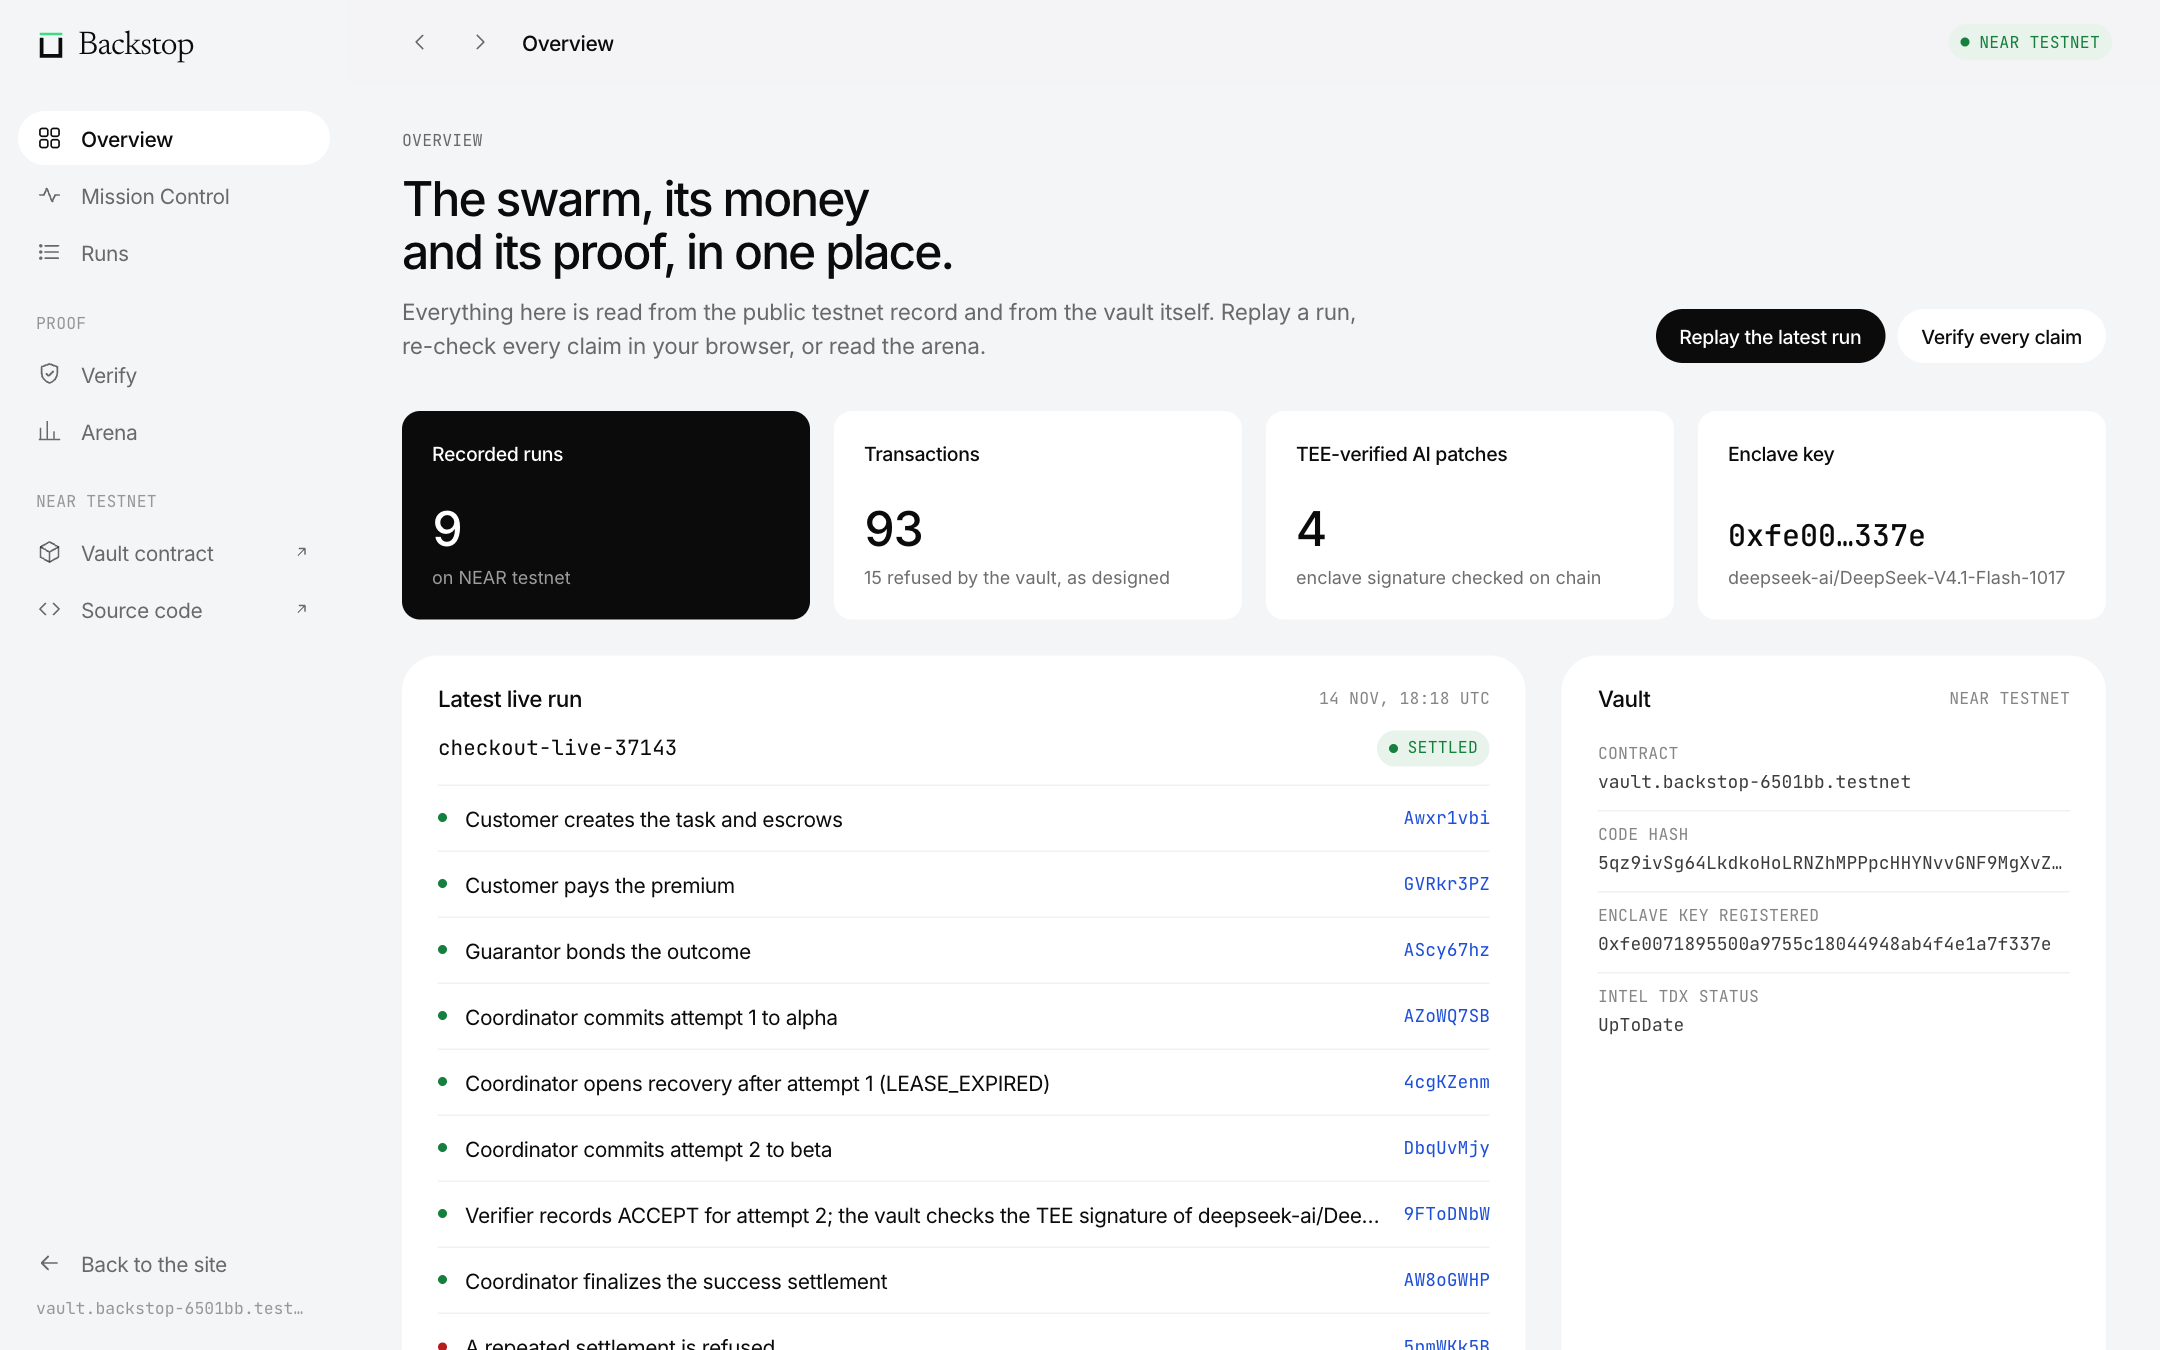 Backstop
Overview
Mission Control
Runs
PROOF
Verify
Arena
NEAR TESTNET
Vault contract
Source code
Back to the site
vault.backstop-6501bb.test…
Overview
NEAR TESTNET
OVERVIEW
The swarm, its money
and its proof, in one place.
Everything here is read from the public testnet record and from the vault itself. Replay a run,
re-check every claim in your browser, or read the arena.
Replay the latest run
Verify every claim
Recorded runs
9
on NEAR testnet
Transactions
93
15 refused by the vault, as designed
TEE-verified AI patches
4
enclave signature checked on chain
Enclave key
0xfe00…337e
deepseek-ai/DeepSeek-V4.1-Flash-1017
Latest live run
14 NOV, 18:18 UTC
checkout-live-37143
SETTLED
Customer creates the task and escrows Awxr1vbi
Customer pays the premium GVRkr3PZ
Guarantor bonds the outcome AScy67hz
Coordinator commits attempt 1 to alpha AZoWQ7SB
Coordinator opens recovery after attempt 1 (LEASE_EXPIRED) 4cgKZenm
Coordinator commits attempt 2 to beta DbqUvMjy
Verifier records ACCEPT for attempt 2; the vault checks the TEE signature of deepseek-ai/Dee… 9FToDNbW
Coordinator finalizes the success settlement AW8oGWHP
A repeated settlement is refused 5nmWKk5B
Vault
NEAR TESTNET
CONTRACT
vault.backstop-6501bb.testnet
CODE HASH
5qz9ivSg64LkdkoHoLRNZhMPPpcHHYNvvGNF9MgXvZ…
ENCLAVE KEY REGISTERED
0xfe0071895500a9755c18044948ab4f4e1a7f337e
INTEL TDX STATUS
UpToDate